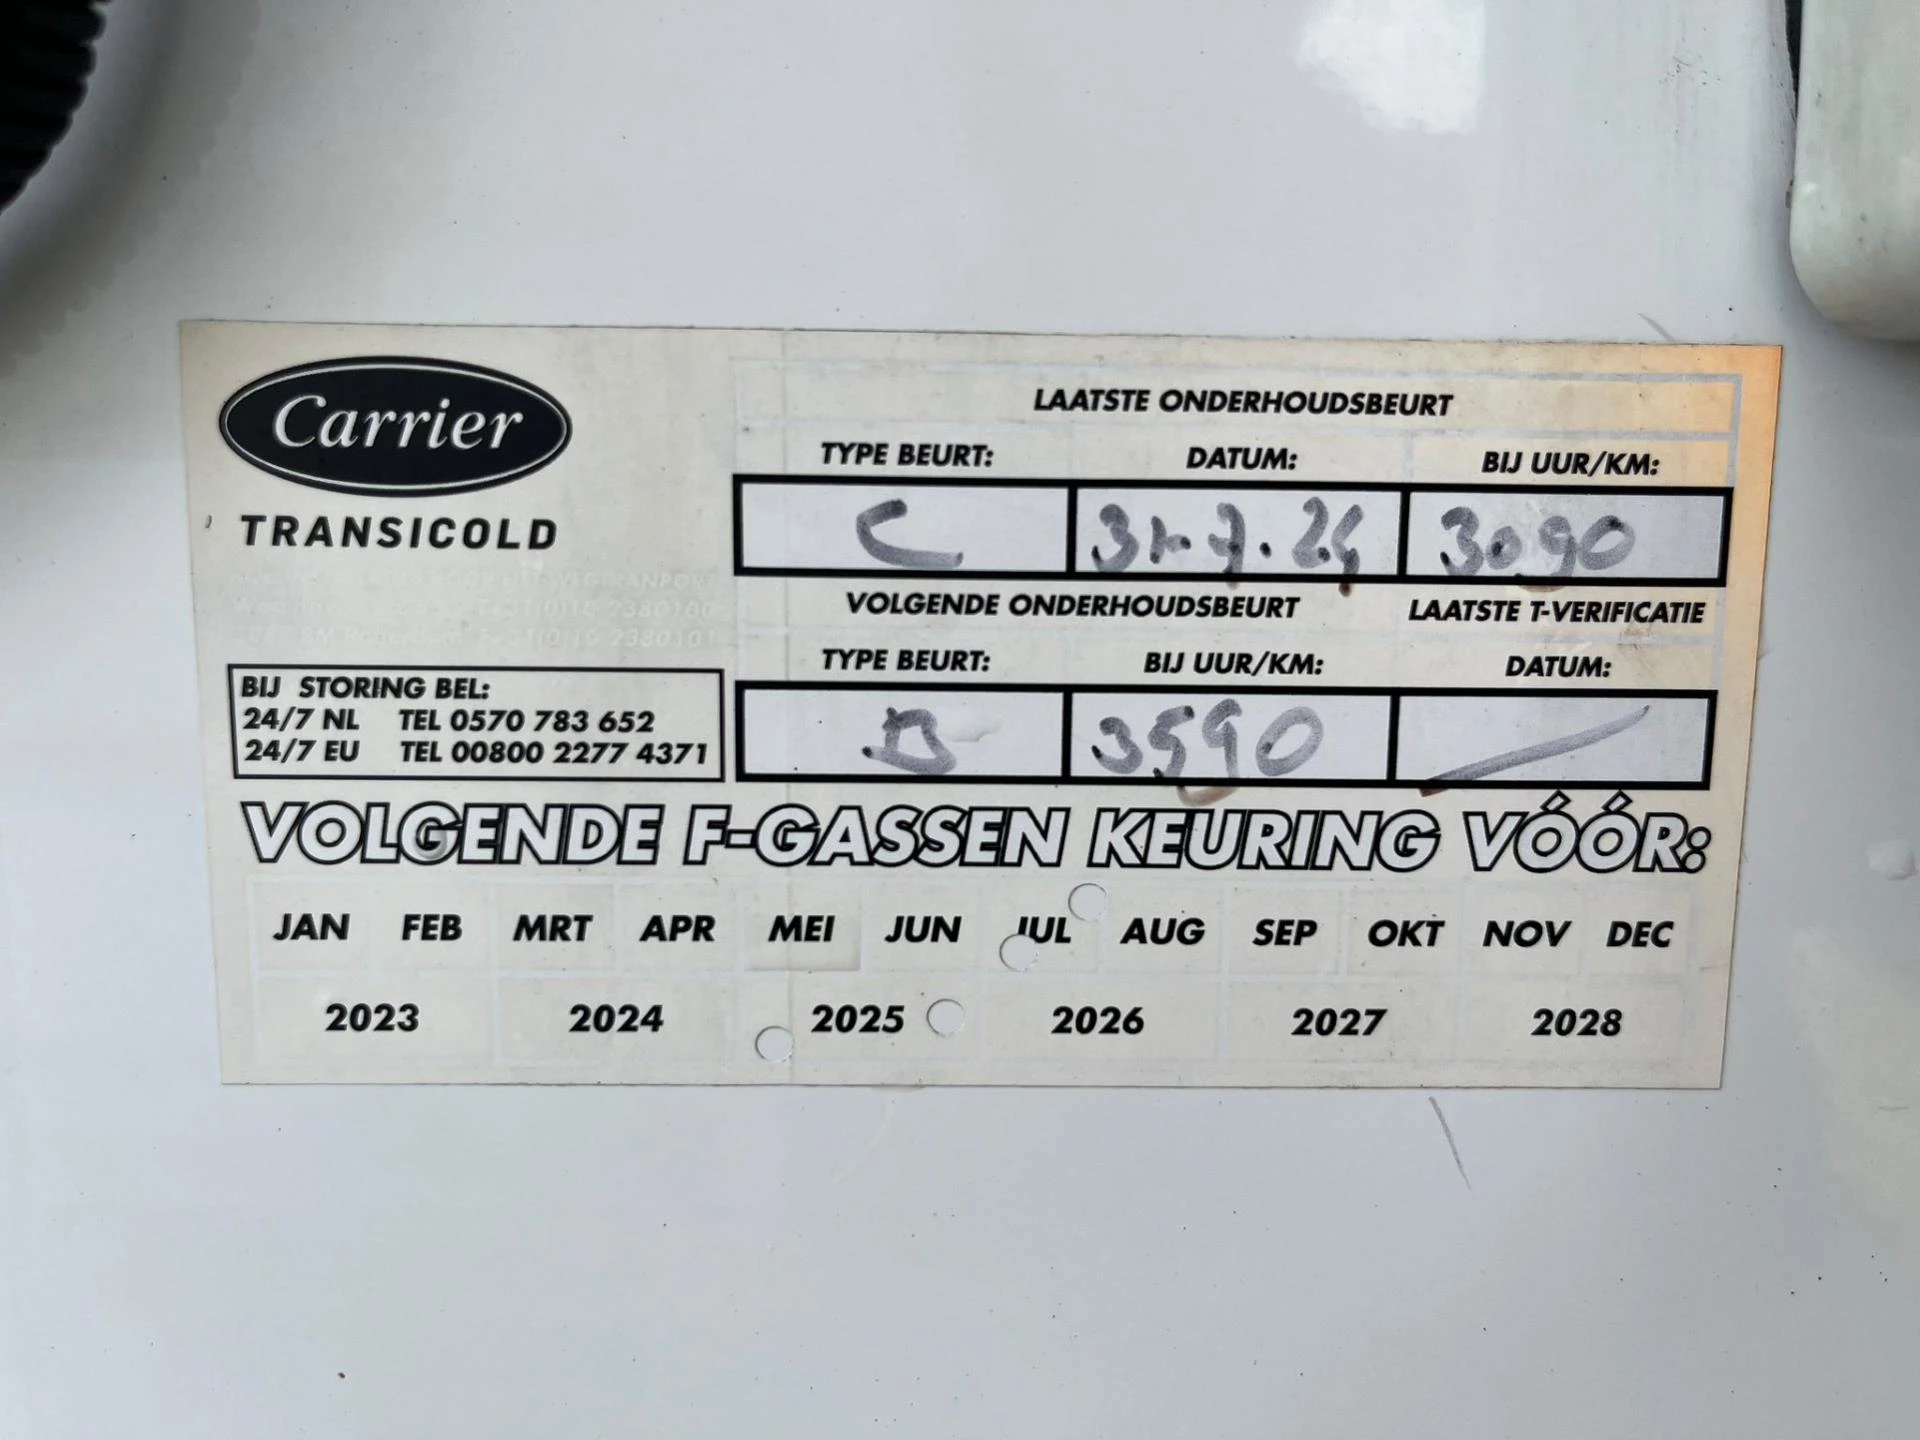 Carrier
TRANSICOLD
BIJ STORING BEL:
24/7 NL TEL 0570 783 652
24/7 EU TEL 00800 2277 4371
LAATSTE ONDERHOUDSBEURT
TYPE BEURT: DATUM: BIJ UUR/KM:
C 31-7.24 3090
VOLGENDE ONDERHOUDSBEURT LAATSTE T-VERIFICATIE
TYPE BEURT: BIJ UUR/KM: DATUM:
B 3590 —
VOLGENDE F-GASSEN KEURING VÓÓR:
JAN FEB MRT APR MEI JUN JUL AUG SEP OKT NOV DEC
2023 2024 2025 2026 2027 2028